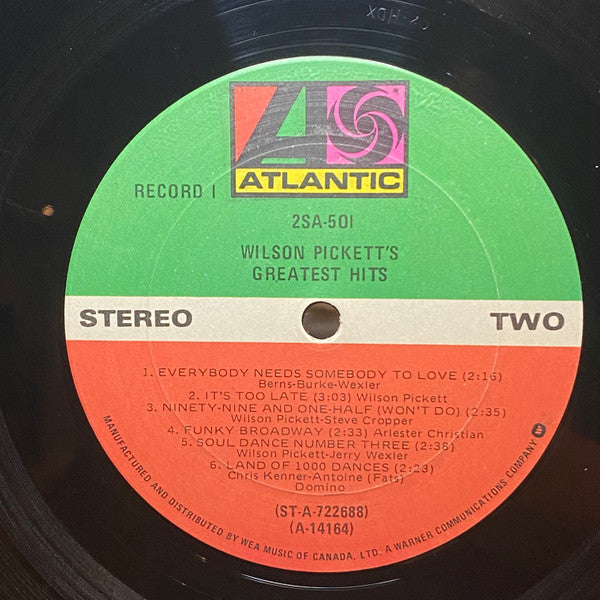 ATLANTIC
RECORD I
2SA-501
WILSON PICKETT'S
GREATEST HITS
STEREO TWO
1. EVERYBODY NEEDS SOMEBODY TO LOVE (2:16)
Berns-Burke-Wexler
2. IT'S TOO LATE (3:03) Wilson Pickett
3. NINETY-NINE AND ONE-HALF (WON'T DO) (2:35)
Wilson Pickett-Steve Cropper
4. FUNKY BROADWAY (2:33) Arlester Christian
5. SOUL DANCE NUMBER THREE (2:38)
Wilson Pickett-Jerry Wexler
6. LAND OF 1000 DANCES (2:23)
Chris Kenner-Antoine (Fats)
Domino
(ST-A-722688)
(A-14164)
MANUFACTURED AND DISTRIBUTED BY WEA MUSIC OF CANADA, LTD. A WARNER COMMUNICATIONS COMPANY